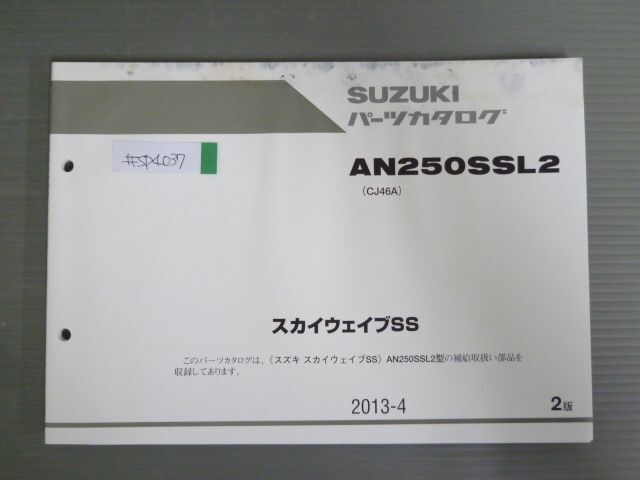 SUZUKI
パーツカタログ
#SP4037
AN250SSL2
(CJ46A)
スカイウェイブSS
このパーツカタログは、《スズキ スカイウェイブSS》AN250SSL2型の補給取扱い部品を
収録してあります。
2013-4 2版